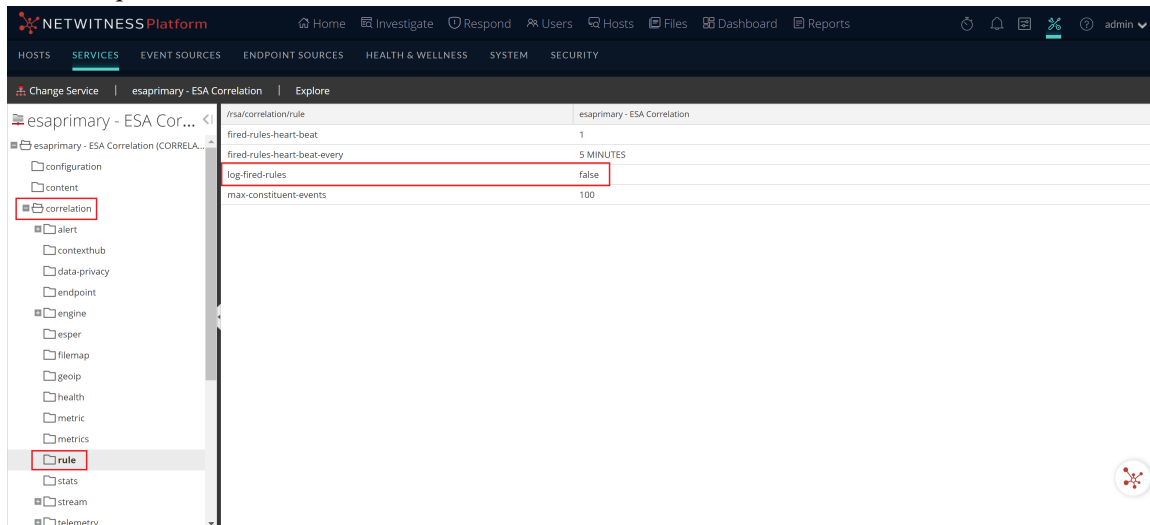 NETWITNESS Platform Home Investigate Respond Users Hosts Files Dashboard Reports admin
HOSTS SERVICES EVENT SOURCES ENDPOINT SOURCES HEALTH & WELLNESS SYSTEM SECURITY
Change Service | esaprimary - ESA Correlation | Explore
esaprimary - ESA Cor...
esaprimary - ESA Correlation (CORRELA...
configuration
content
correlation
alert
contexthub
data-privacy
endpoint
engine
esper
filemap
geoip
health
metric
metrics
rule
stats
stream
telemetry
/rsa/correlation/rule esaprimary - ESA Correlation
fired-rules-heart-beat 1
fired-rules-heart-beat-every 5 MINUTES
log-fired-rules false
max-constituent-events 100